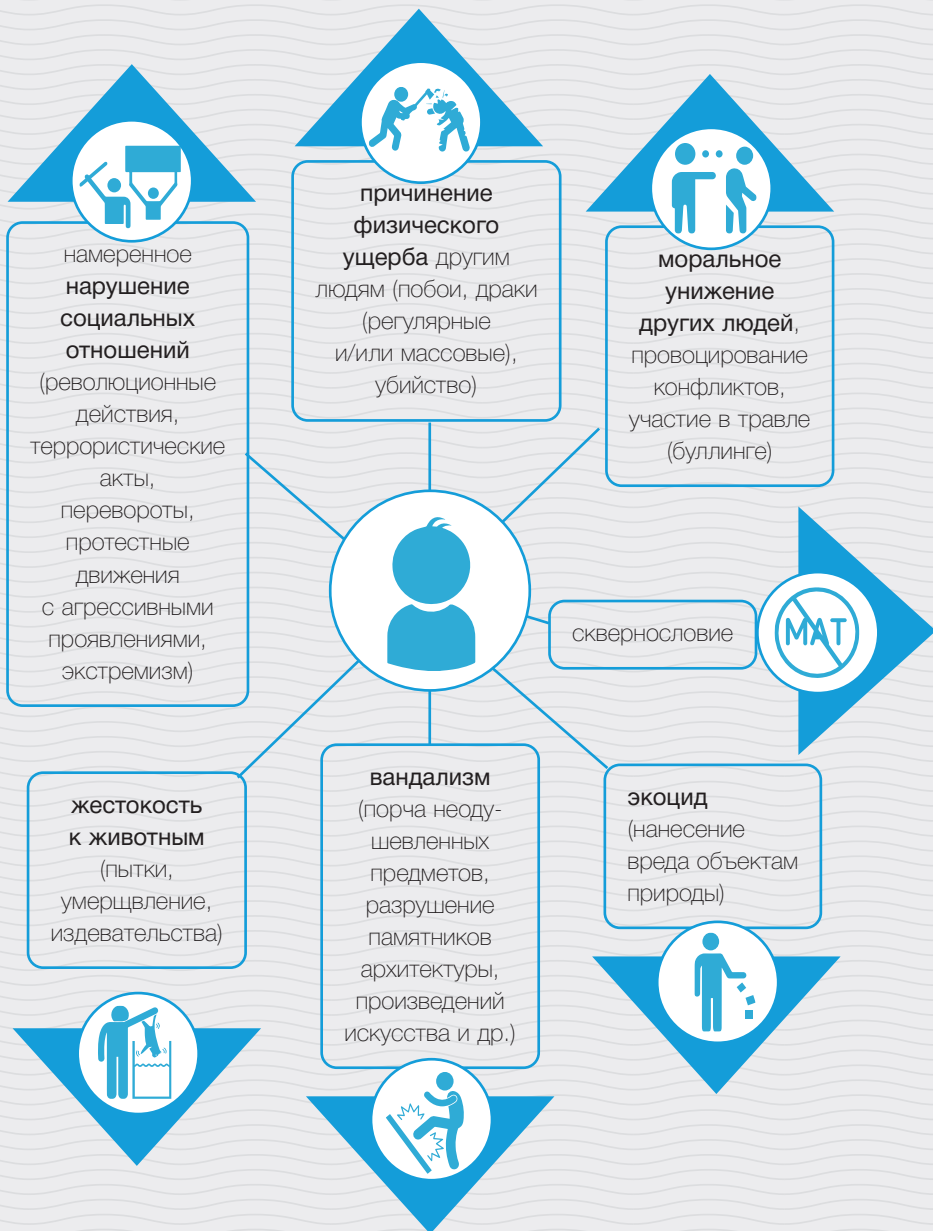 намеренное
нарушение
социальных
отношений
(революционные
действия,
террористические
акты,
перевороты,
протестные
движения
с агрессивными
проявлениями,
экстремизм)
причинение
физического
ущерба другим
людям (побои, драки
(регулярные
и/или массовые),
убийство)
моральное
унижение
других людей,
провоцирование
конфликтов,
участие в травле
(буллинге)
сквернословие
МАТ
жестокость
к животным
(пытки,
умерщвление,
издевательства)
вандализм
(порча неоду-
шевленных
предметов,
разрушение
памятников
архитектуры,
произведений
искусства и др.)
экоцид
(нанесение
вреда объектам
природы)